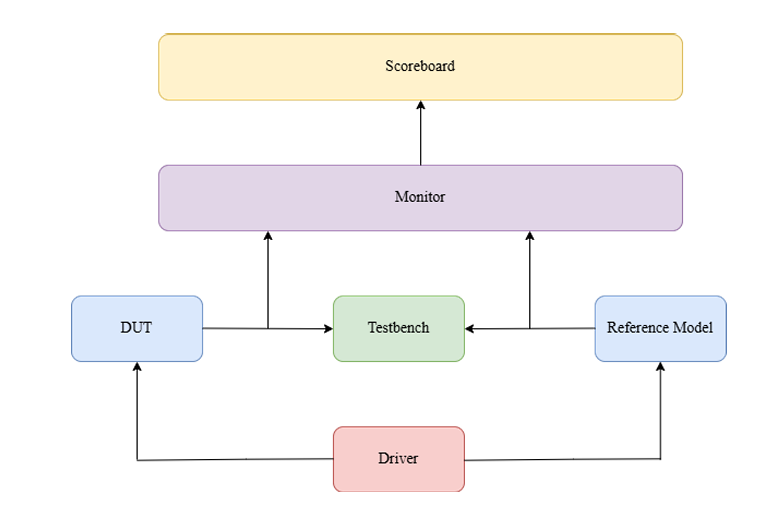 Scoreboard
Monitor
DUT
Testbench
Reference Model
Driver